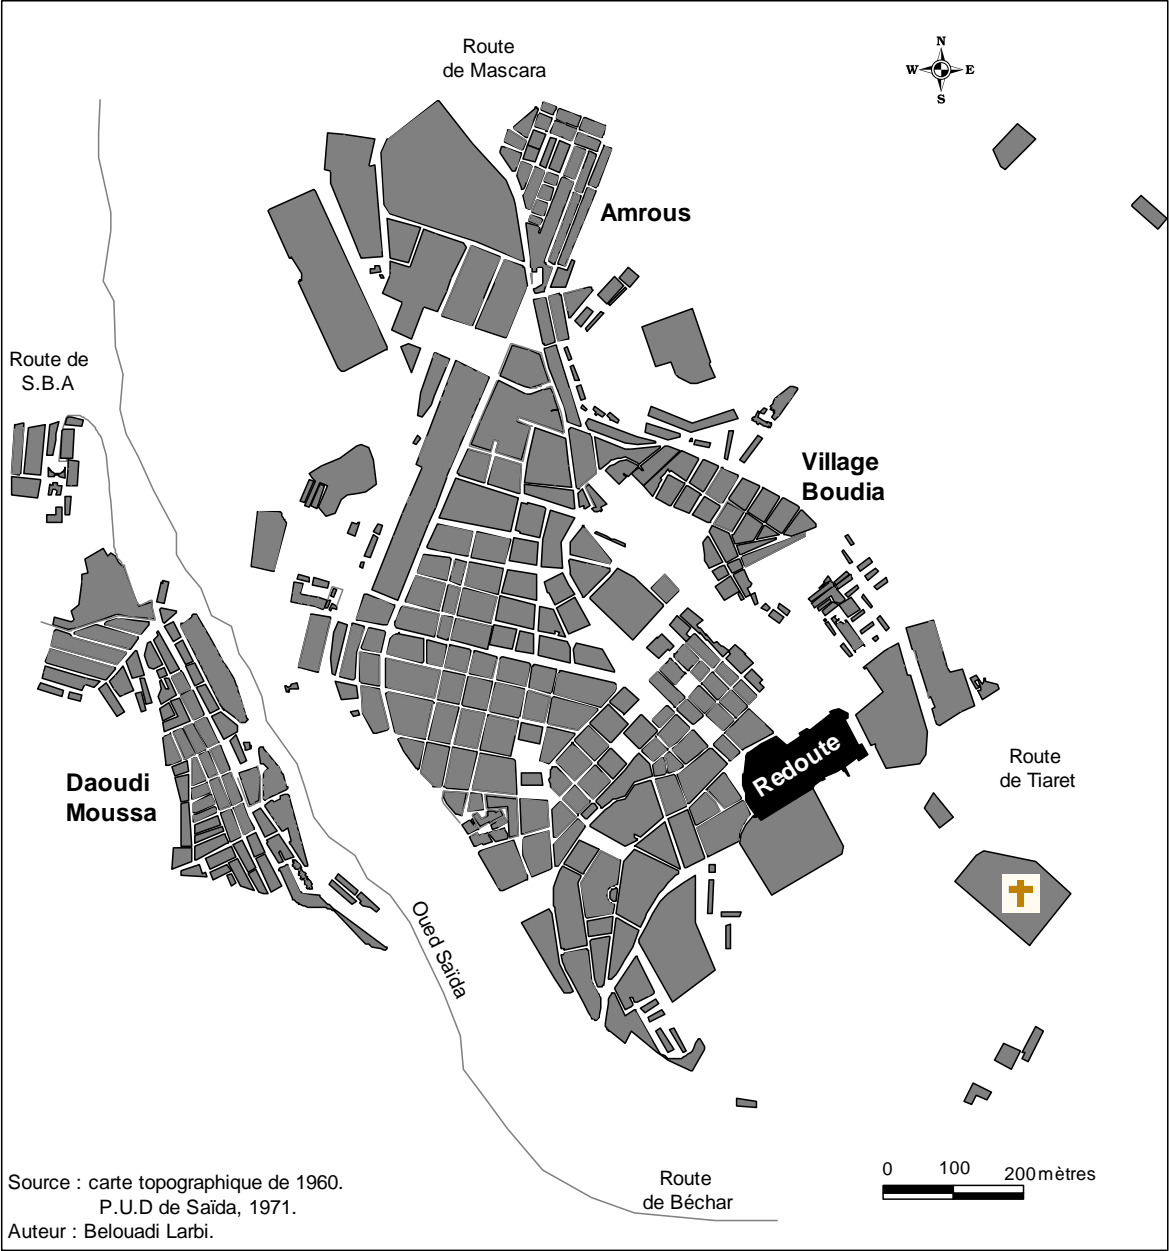 Route
de Mascara
N
W E
S
Amrous
Route de
S.B.A
Village
Boudia
Redoute
Route
de Tiaret
Daoudi
Moussa
Oued Saïda
Route
de Béchar
0 100 200 mètres
Source : carte topographique de 1960.
P.U.D de Saïda, 1971.
Auteur : Belouadi Larbi.